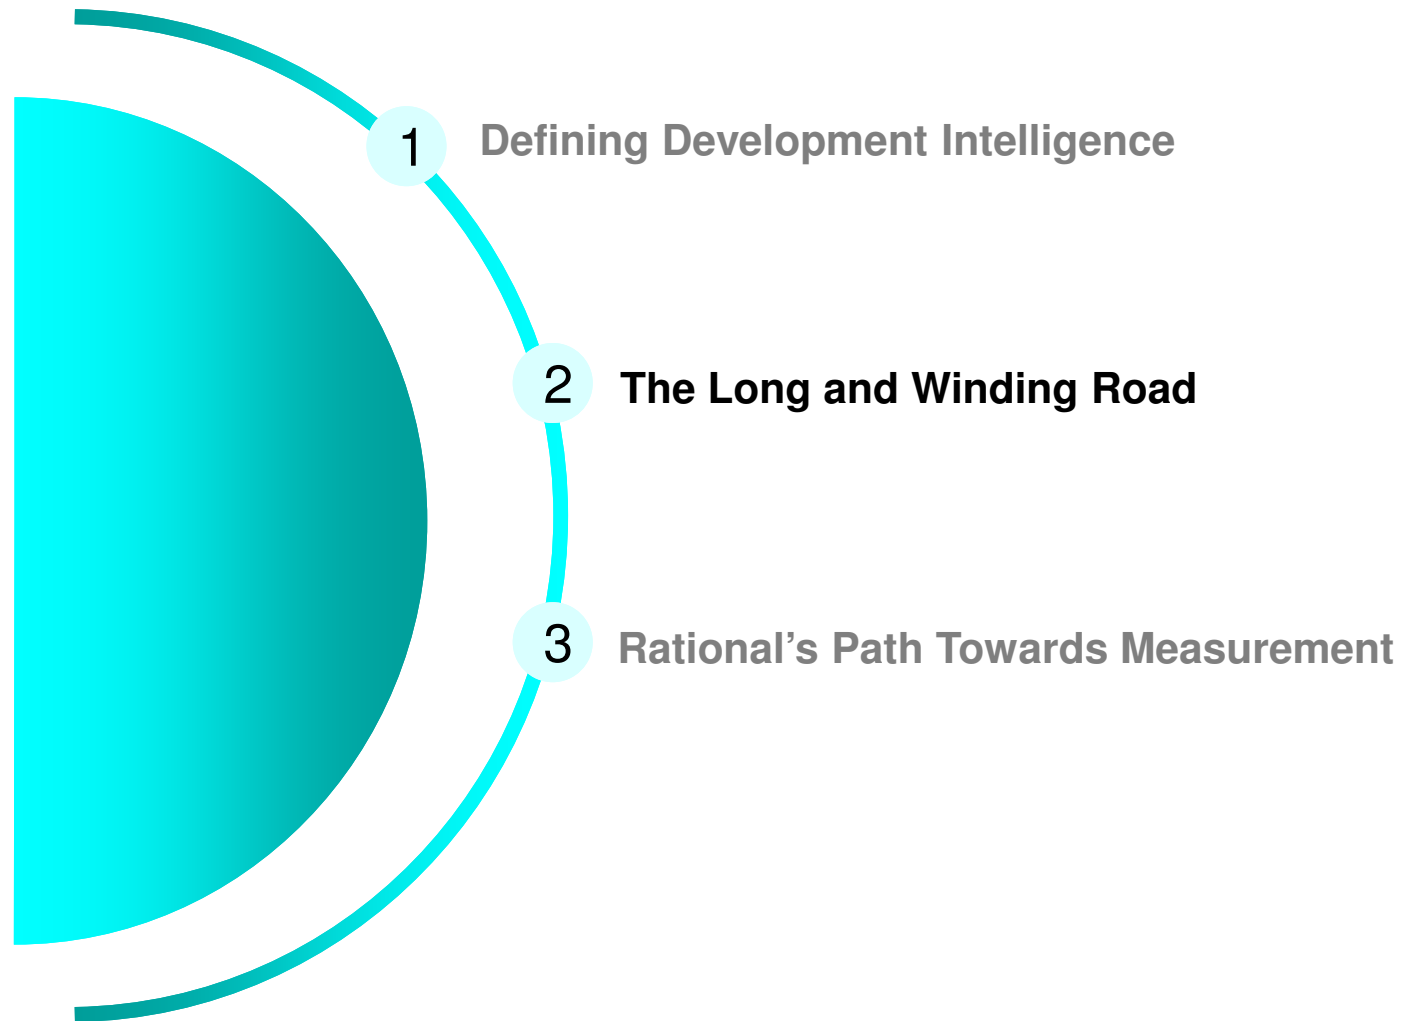 1 Defining Development Intelligence
2 The Long and Winding Road
3 Rational’s Path Towards Measurement